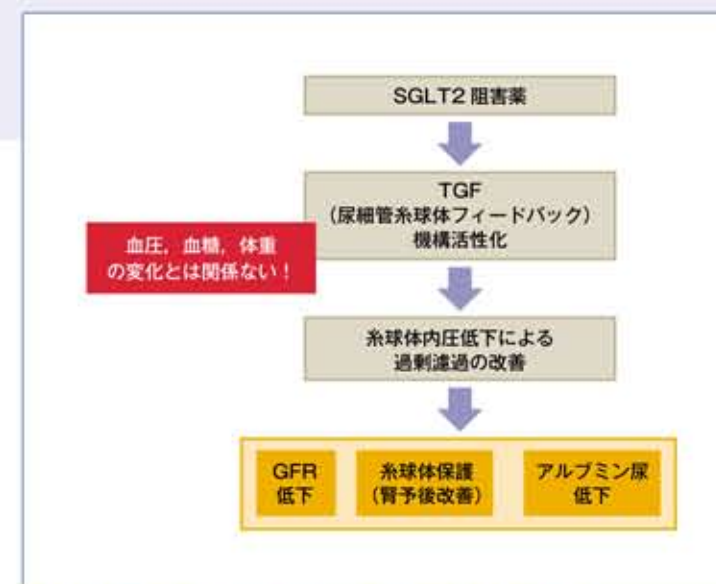 SGLT2 阻害薬
TGF
（尿細管糸球体フィードバック）
機構活性化
血圧，血糖，体重
の変化とは関係ない！
糸球体内圧低下による
過剰濾過の改善
GFR
低下
糸球体保護
（腎予後改善）
アルブミン尿
低下